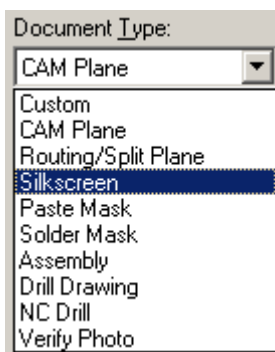 Document Type:
CAM Plane
Custom
CAM Plane
Routing/Split Plane
Silkscreen
Paste Mask
Solder Mask
Assembly
Drill Drawing
NC Drill
Verify Photo